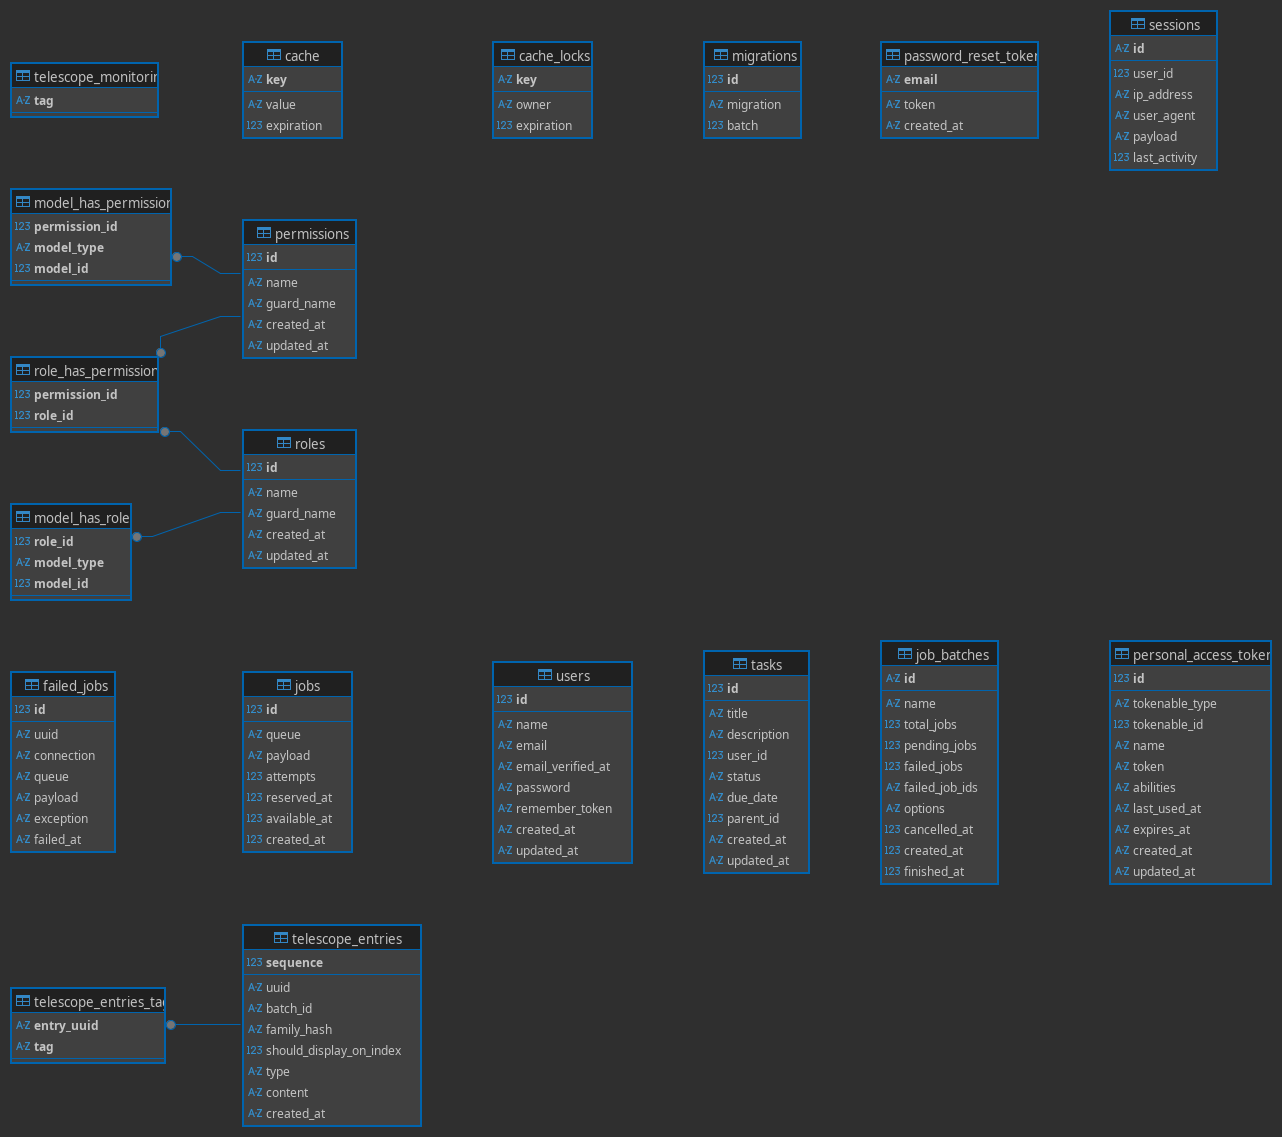 telescope_monitorin
A-Z tag
cache
A-Z key
A-Z value
123 expiration
cache_locks
A-Z key
A-Z owner
123 expiration
migrations
123 id
A-Z migration
123 batch
password_reset_token
A-Z email
A-Z token
A-Z created_at
sessions
A-Z id
123 user_id
A-Z ip_address
A-Z user_agent
A-Z payload
123 last_activity
model_has_permission
123 permission_id
A-Z model_type
123 model_id
permissions
123 id
A-Z name
A-Z guard_name
A-Z created_at
A-Z updated_at
role_has_permission
123 permission_id
123 role_id
roles
123 id
A-Z name
A-Z guard_name
A-Z created_at
A-Z updated_at
model_has_role
123 role_id
A-Z model_type
123 model_id
failed_jobs
123 id
A-Z uuid
A-Z connection
A-Z queue
A-Z payload
A-Z exception
A-Z failed_at
jobs
123 id
A-Z queue
A-Z payload
123 attempts
123 reserved_at
123 available_at
123 created_at
users
123 id
A-Z name
A-Z email
A-Z email_verified_at
A-Z password
A-Z remember_token
A-Z created_at
A-Z updated_at
tasks
123 id
A-Z title
A-Z description
123 user_id
A-Z status
A-Z due_date
123 parent_id
A-Z created_at
A-Z updated_at
job_batches
A-Z id
A-Z name
123 total_jobs
123 pending_jobs
123 failed_jobs
A-Z failed_job_ids
A-Z options
123 cancelled_at
123 created_at
123 finished_at
personal_access_token
123 id
A-Z tokenable_type
123 tokenable_id
A-Z name
A-Z token
A-Z abilities
A-Z last_used_at
A-Z expires_at
A-Z created_at
A-Z updated_at
telescope_entries_tag
A-Z entry_uuid
A-Z tag
telescope_entries
123 sequence
A-Z uuid
A-Z batch_id
A-Z family_hash
123 should_display_on_index
A-Z type
A-Z content
A-Z created_at